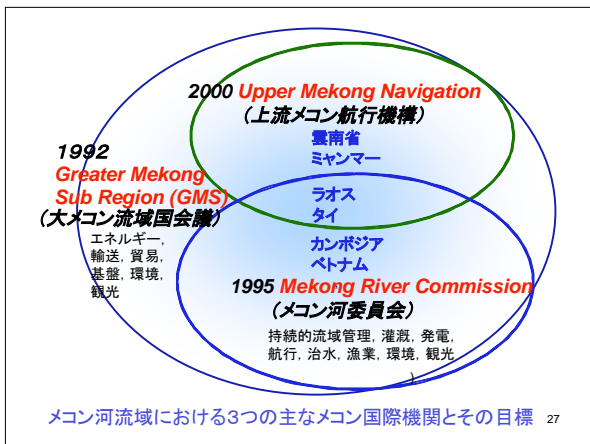 2000 Upper Mekong Navigation
(上流メコン航行機構)
雲南省
ミャンマー
1992
Greater Mekong
Sub Region (GMS)
(大メコン流域国会議)
エネルギー,
輸送, 貿易,
基盤, 環境,
観光
ラオス
タイ
カンボジア
ベトナム
1995 Mekong River Commission
(メコン河委員会)
持続的流域管理, 灌漑, 発電,
航行, 治水, 漁業, 環境, 観光
)
メコン河流域における3つの主なメコン国際機関とその目標 27